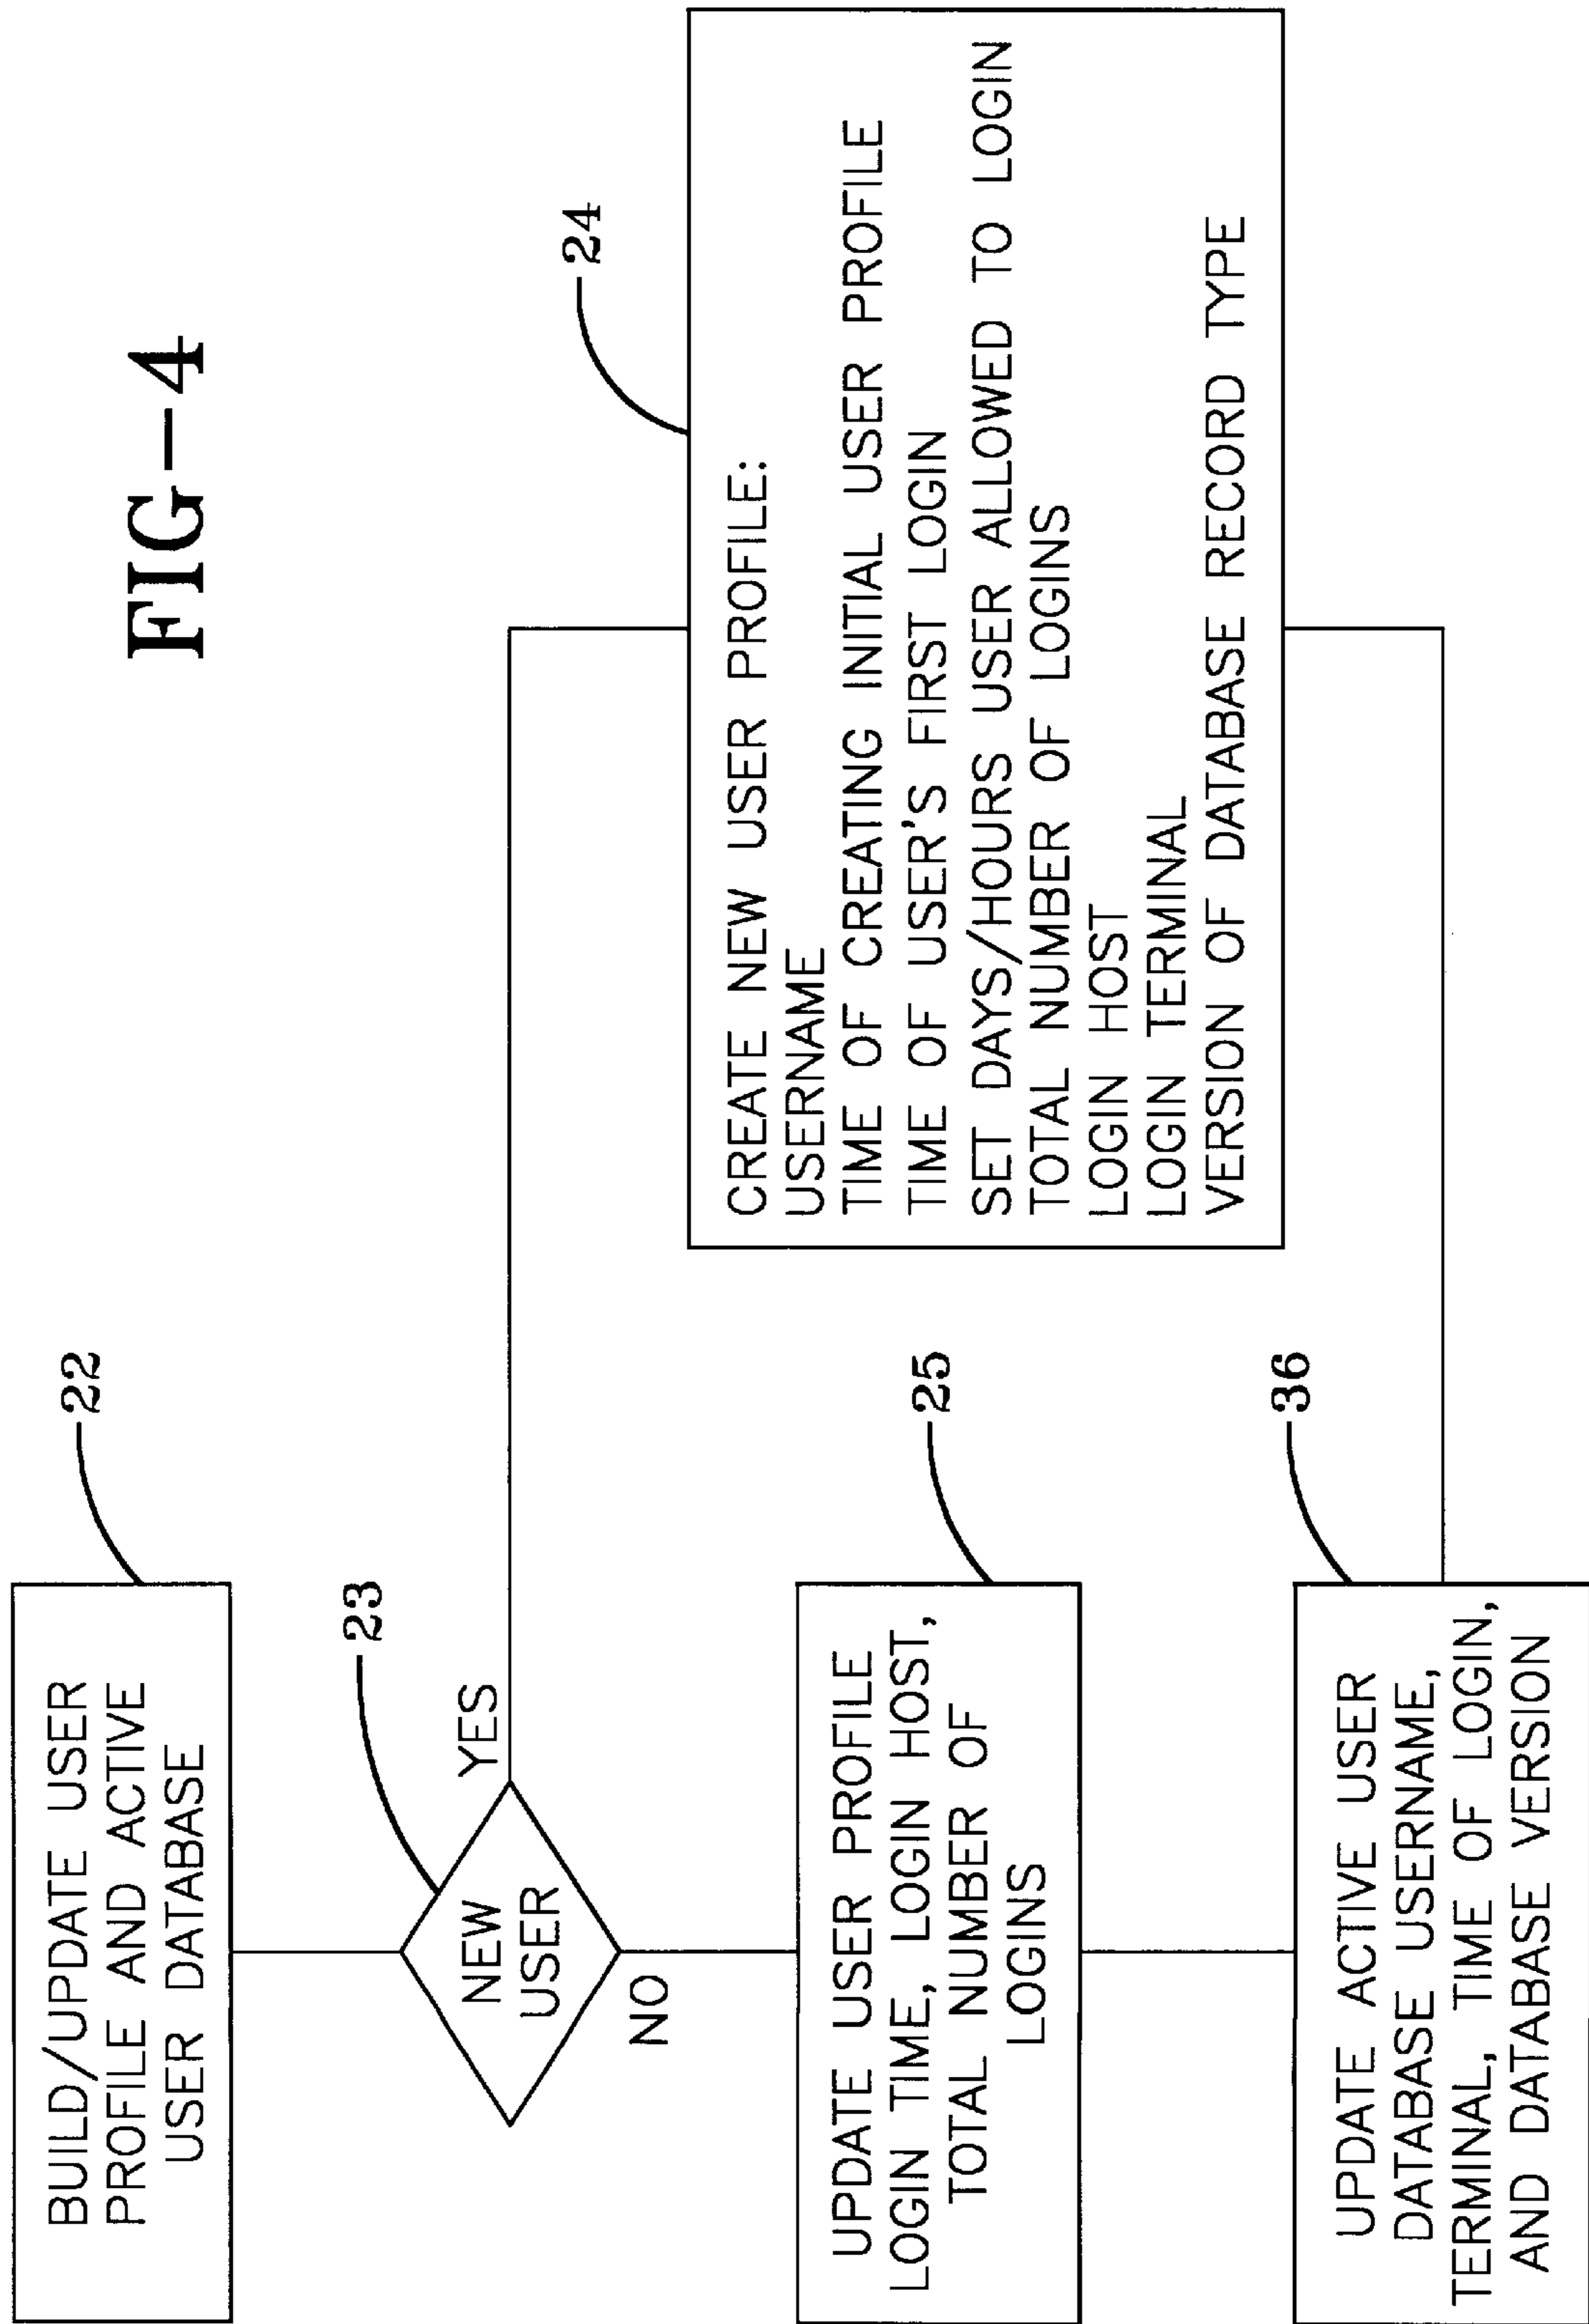 FIG-4
22
BUILD/UPDATE USER
PROFILE AND ACTIVE
USER DATABASE
23
NEW
USER
YES
NO
24
CREATE NEW USER PROFILE:
USERNAME
TIME OF CREATING INITIAL USER PROFILE
TIME OF USER'S FIRST LOGIN
SET DAYS/HOURS USER ALLOWED TO LOGIN
TOTAL NUMBER OF LOGINS
LOGIN HOST
LOGIN TERMINAL
VERSION OF DATABASE RECORD TYPE
25
UPDATE USER PROFILE
LOGIN TIME, LOGIN HOST,
TOTAL NUMBER OF
LOGINS
36
UPDATE ACTIVE USER
DATABASE USERNAME,
TERMINAL, TIME OF LOGIN,
AND DATABASE VERSION